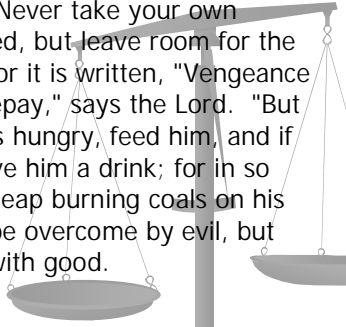 Never take your own
ed, but leave room for the
or it is written, "Vengeance
epay," says the Lord. "But
s hungry, feed him, and if
ve him a drink; for in so
eap burning coals on his
be overcome by evil, but
with good.